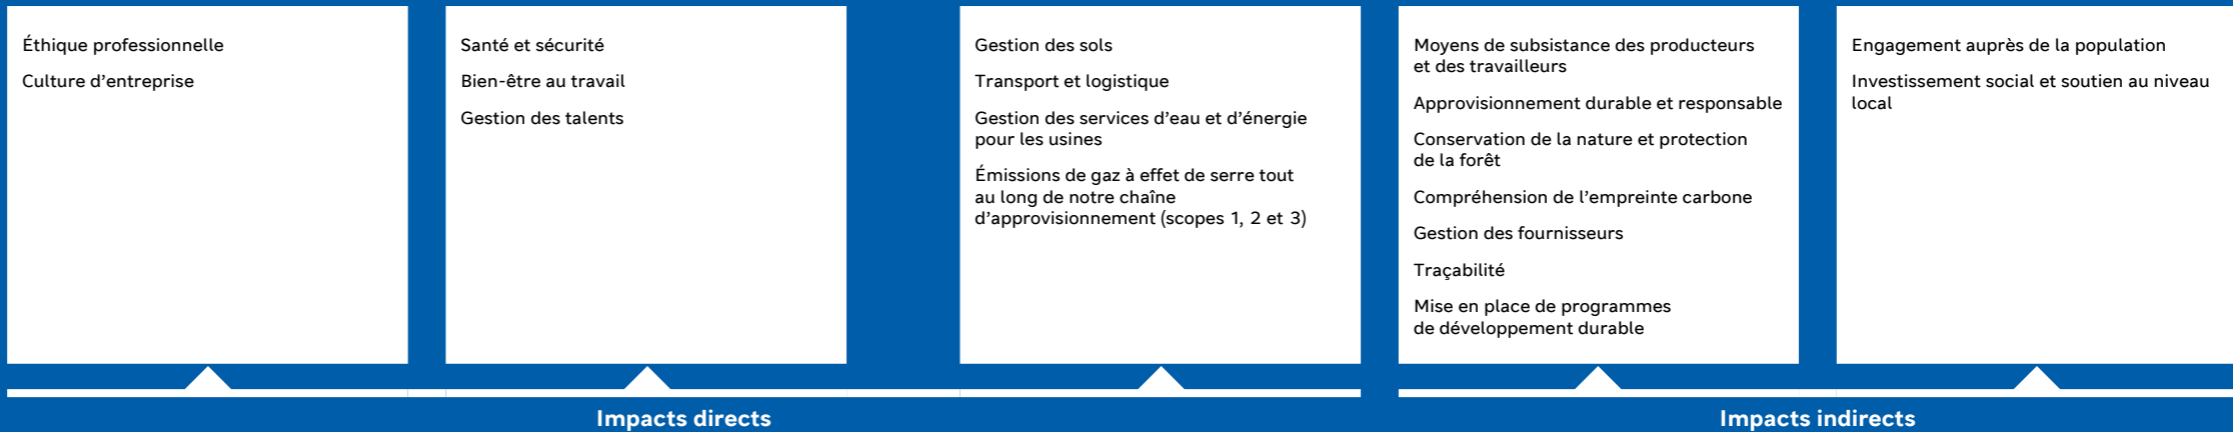 Éthique professionnelle
Culture d’entreprise
Santé et sécurité
Bien-être au travail
Gestion des talents
Gestion des sols
Transport et logistique
Gestion des services d’eau et d’énergie
pour les usines
Émissions de gaz à effet de serre tout
au long de notre chaîne
d’approvisionnement (scopes 1, 2 et 3)
Moyens de subsistance des producteurs
et des travailleurs
Approvisionnement durable et responsable
Conservation de la nature et protection
de la forêt
Compréhension de l’empreinte carbone
Gestion des fournisseurs
Traçabilité
Mise en place de programmes
de développement durable
Engagement auprès de la population
Investissement social et soutien au niveau
local
Impacts directs
Impacts indirects